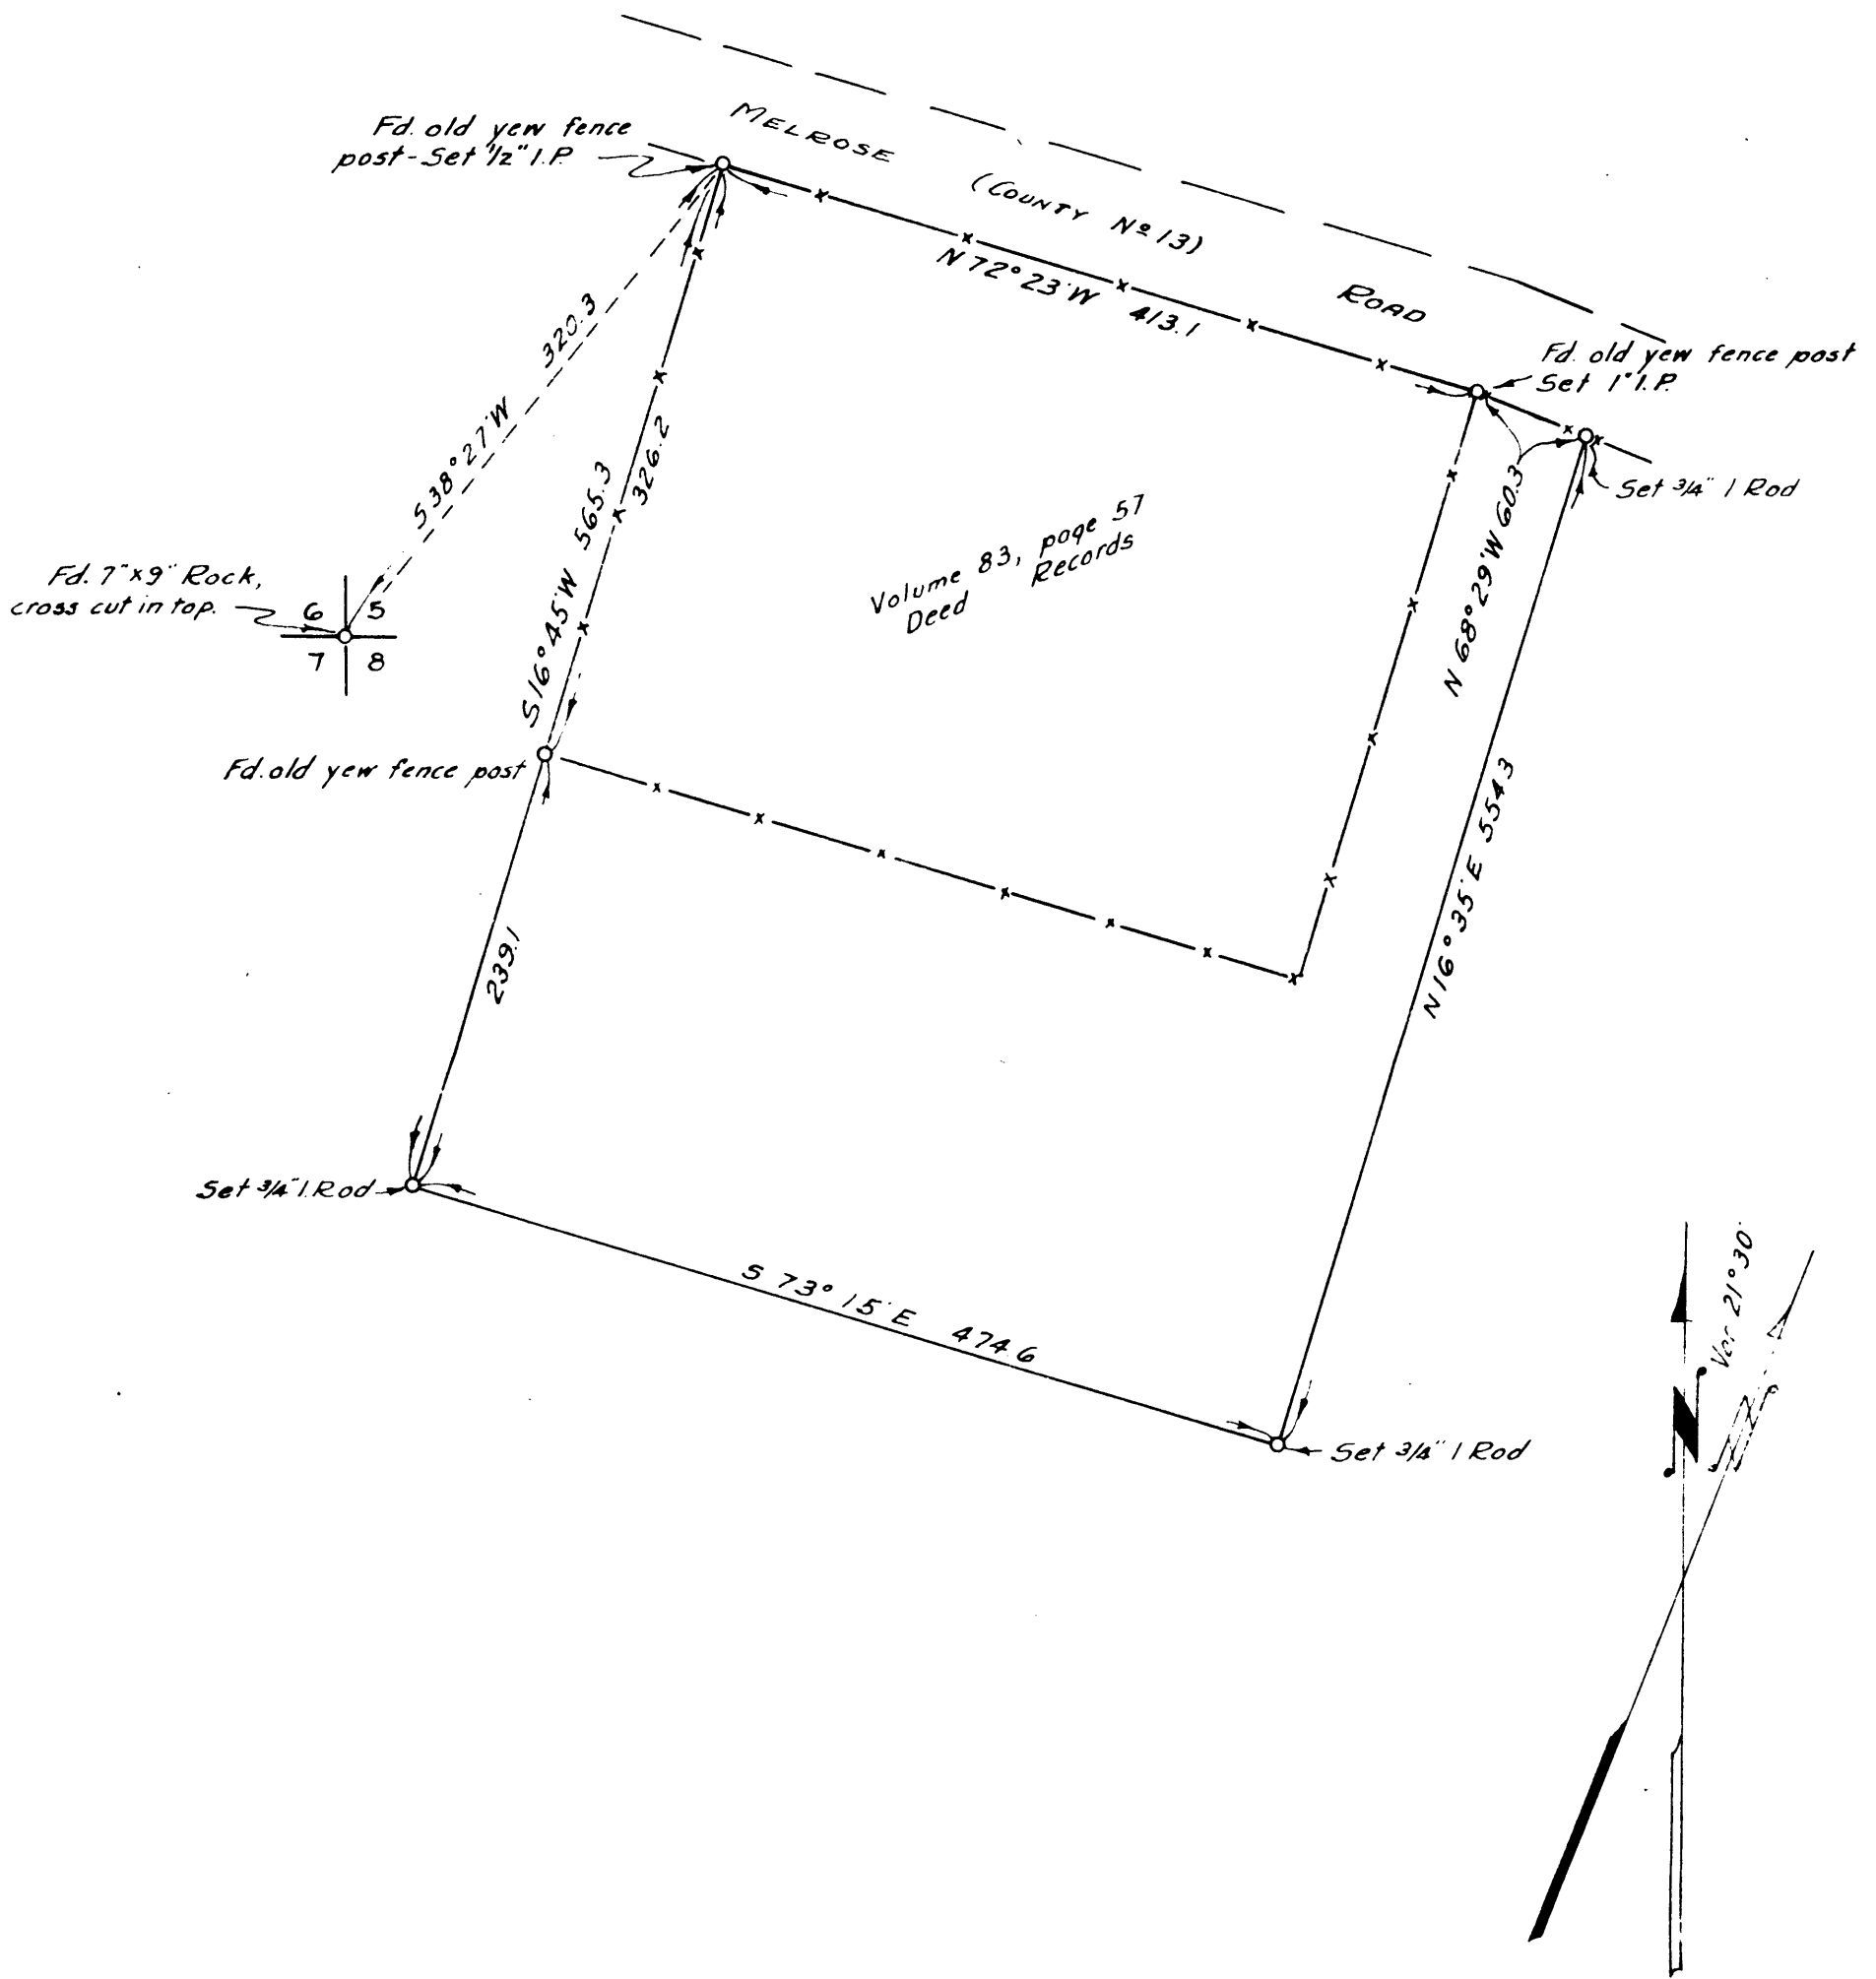 MELROSE
(COUNTY Nº 13)
ROAD
Fd. old yew fence
post - Set 1/2" I.P.
N 72° 23' W 413.1
Fd. old yew fence post
Set 1" I.P.
Set 3/4" I Rod
S 38° 27' W 320.3
S 16° 45' W 565.3
326.2
N 68° 29' W 60.3
Volume 83, page 57
Deed Records
Fd. 7" x 9" Rock,
cross cut in top.
6 5
7 8
Fd. old yew fence post
N 16° 35' E 554.3
239.1
Set 3/4" I. Rod
S 73° 15' E 474.6
Set 3/4" I Rod
Var. 21° 30'
N
N